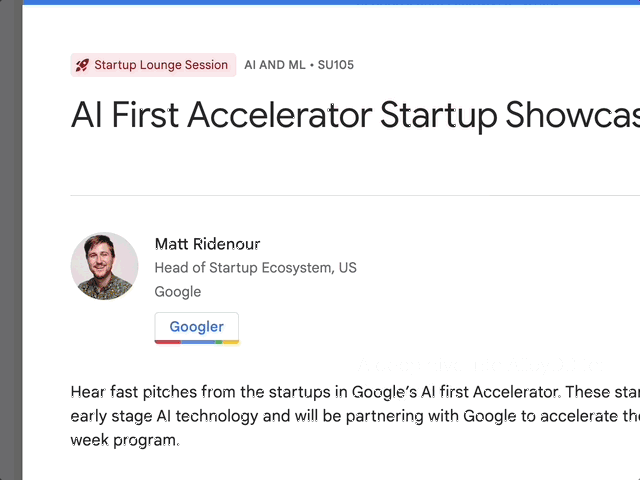 Startup Lounge Session AI AND ML • SU105
AI First Accelerator Startup Showcas
Matt Ridenour
Head of Startup Ecosystem, US
Google
Googler
Hear fast pitches from the startups in Google’s AI first Accelerator. These star
early stage AI technology and will be partnering with Google to accelerate the
week program.